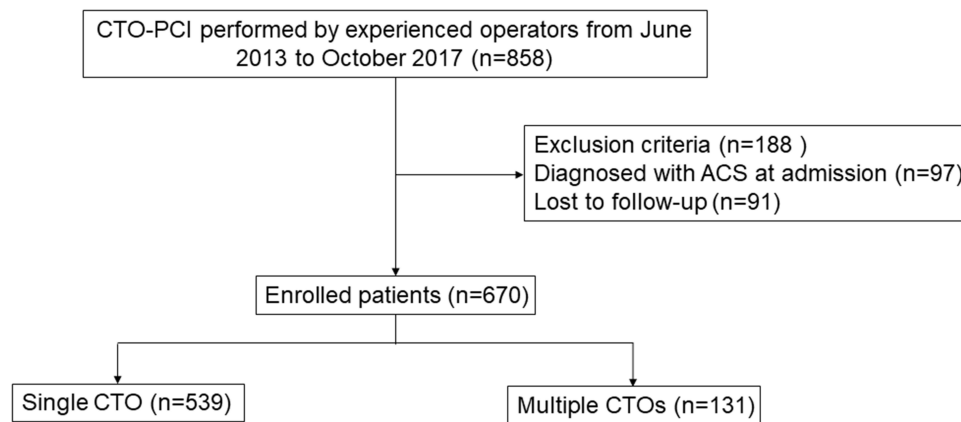 CTO-PCI performed by experienced operators from June
2013 to October 2017 (n=858)
Exclusion criteria (n=188 )
Diagnosed with ACS at admission (n=97)
Lost to follow-up (n=91)
Enrolled patients (n=670)
Single CTO (n=539)
Multiple CTOs (n=131)